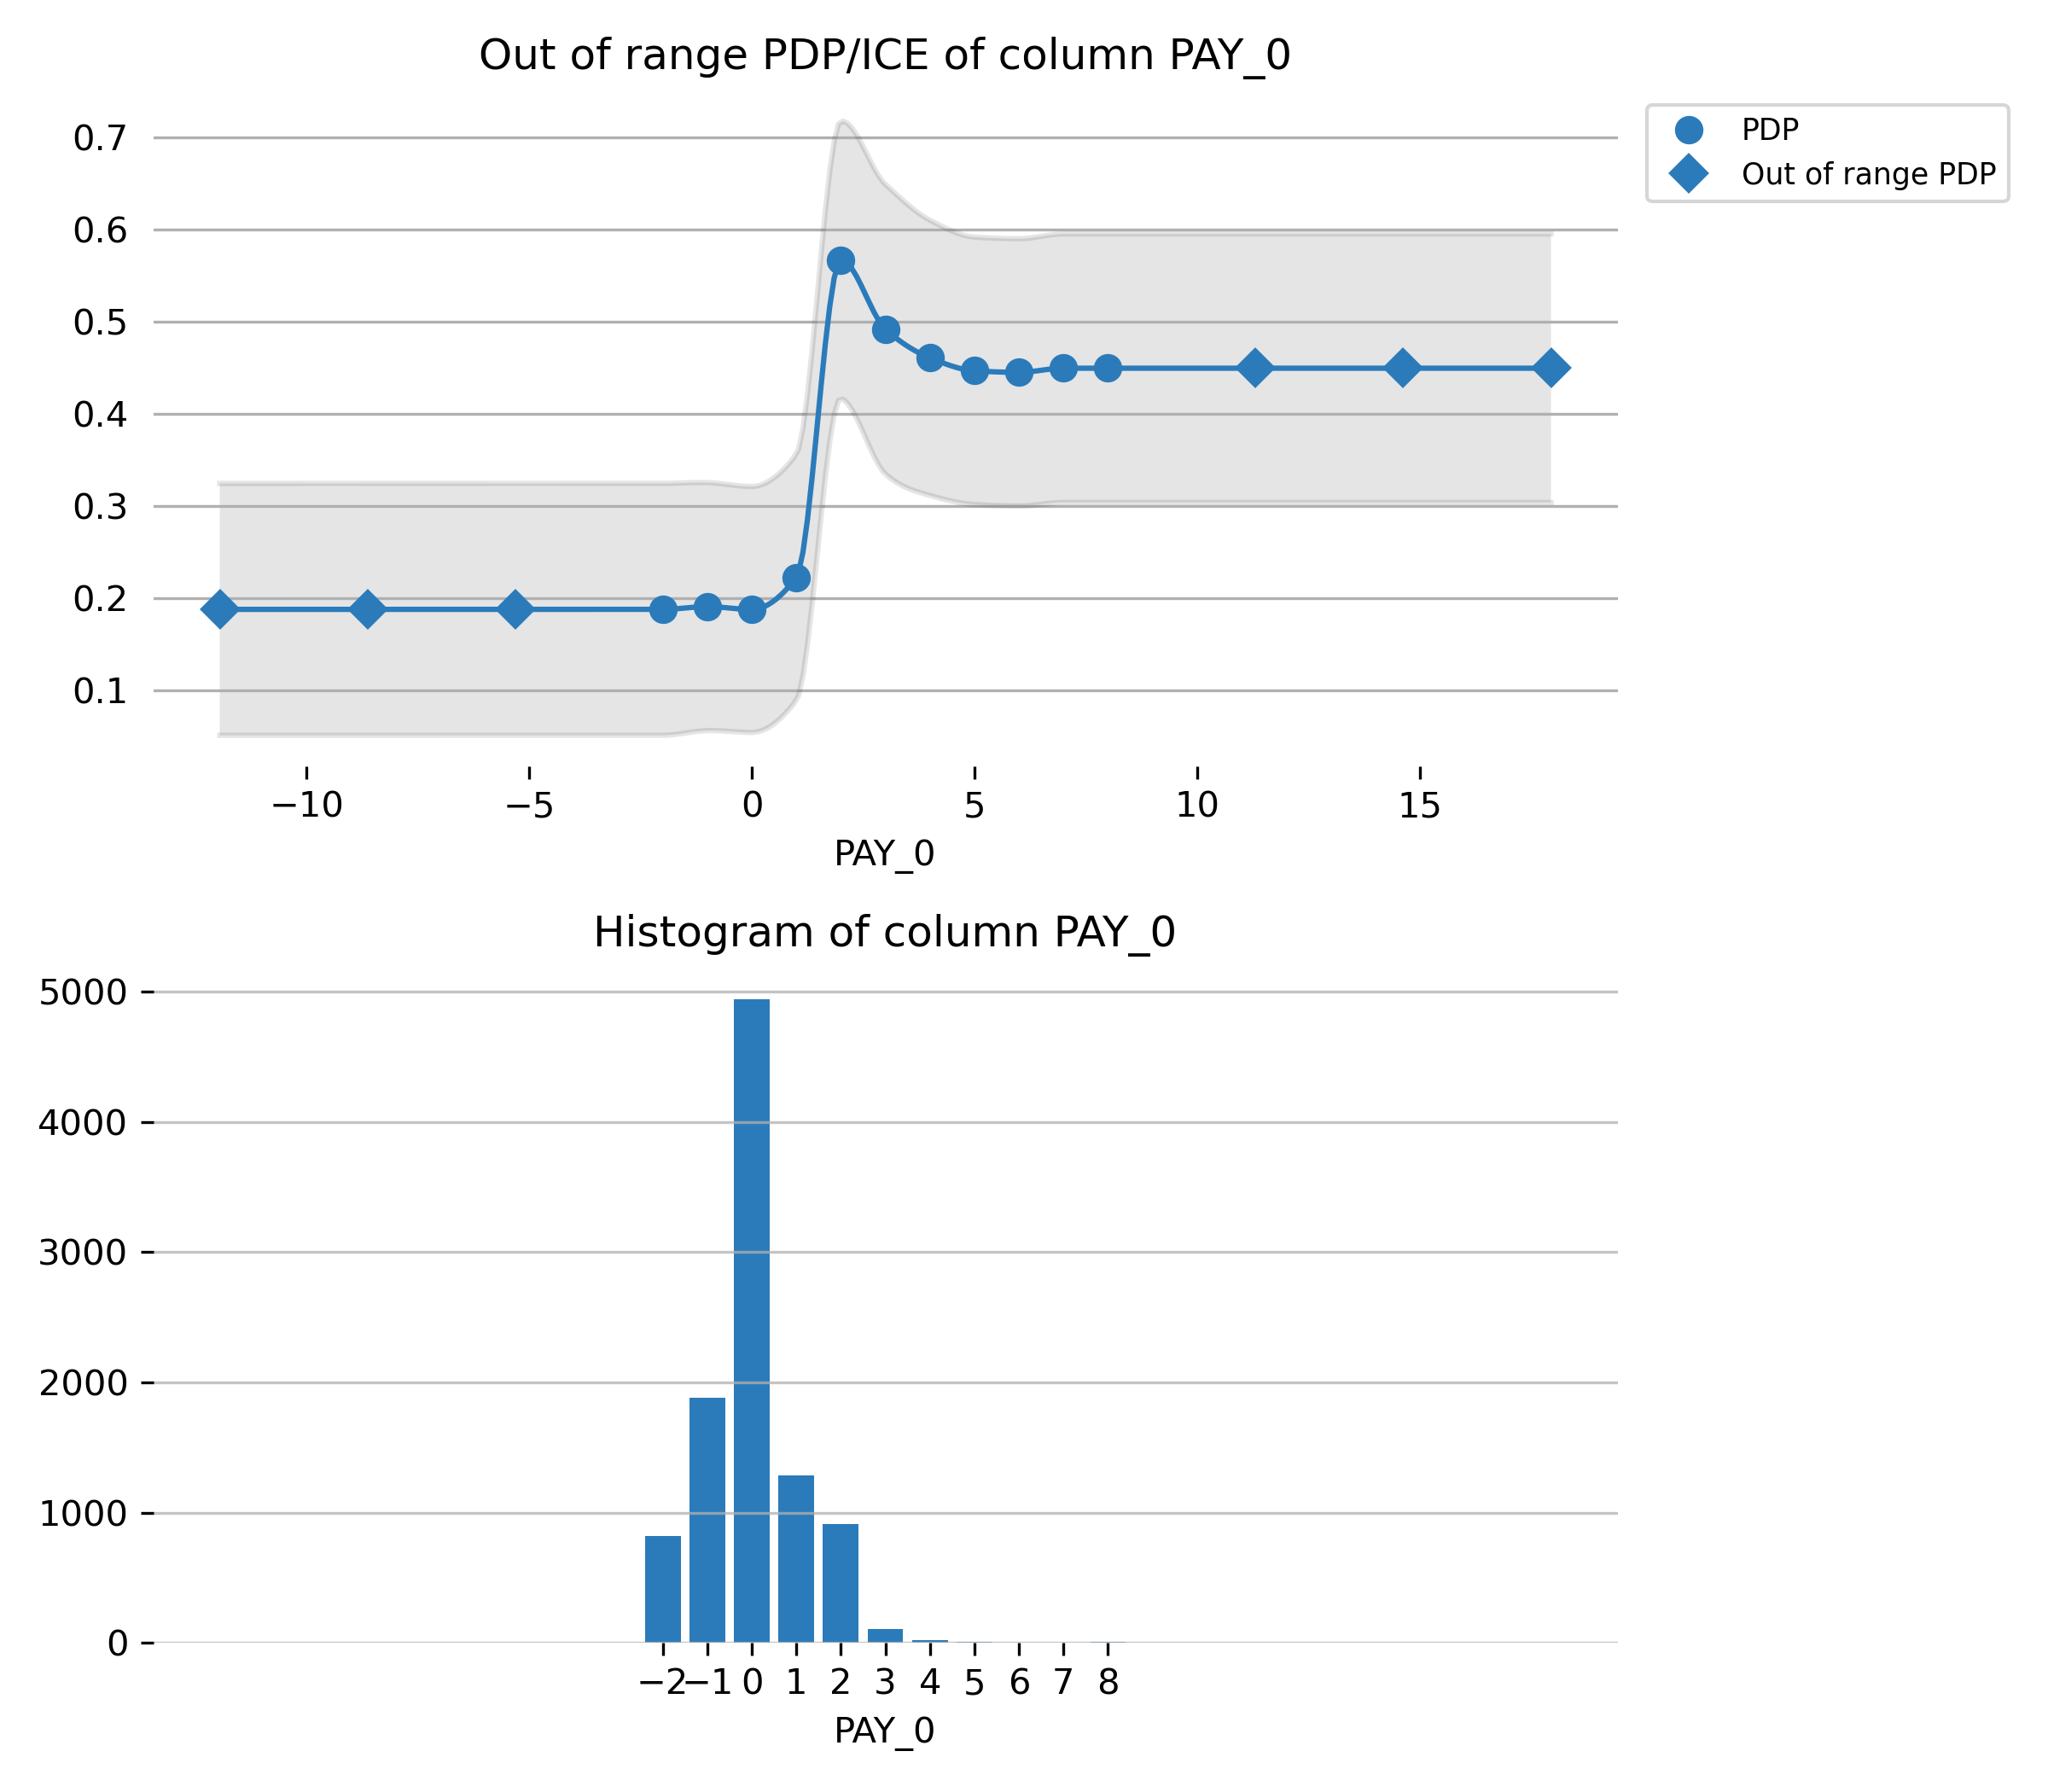 Out of range PDP/ICE of column PAY_0
PDP
Out of range PDP
0.7
0.6
0.5
0.4
0.3
0.2
0.1
−10 −5 0 5 10 15
PAY_0
Histogram of column PAY_0
5000
4000
3000
2000
1000
0
−2 −1 0 1 2 3 4 5 6 7 8
PAY_0